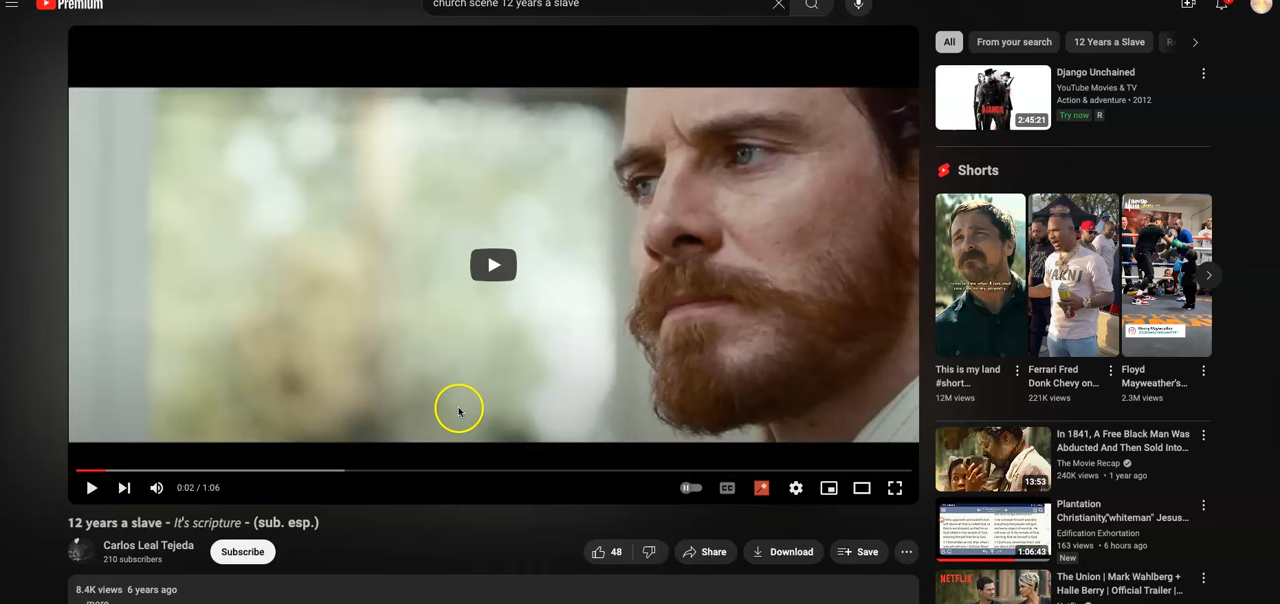 Premium
church scene 12 years a slave
All
From your search
12 Years a Slave
Django Unchained
YouTube Movies & TV
Action & adventure • 2012
Try now R
2:45:21
Shorts
This is my land
#short...
12M views
Ferrari Fred
Donk Chevy on...
221K views
Floyd
Mayweather's...
2.3M views
0:02 / 1:06
12 years a slave - It's scripture - (sub. esp.)
Carlos Leal Tejeda
210 subscribers
Subscribe
48
Share
Download
Save
8.4K views 6 years ago
...more
In 1841, A Free Black Man Was
Abducted And Then Sold Into...
The Movie Recap
240K views • 1 year ago
13:53
Plantation
Christianity,"whiteman" Jesus...
Edification Exhortation
163 views • 6 hours ago
New
1:06:43
NETFLIX
The Union | Mark Wahlberg +
Halle Berry | Official Trailer |...